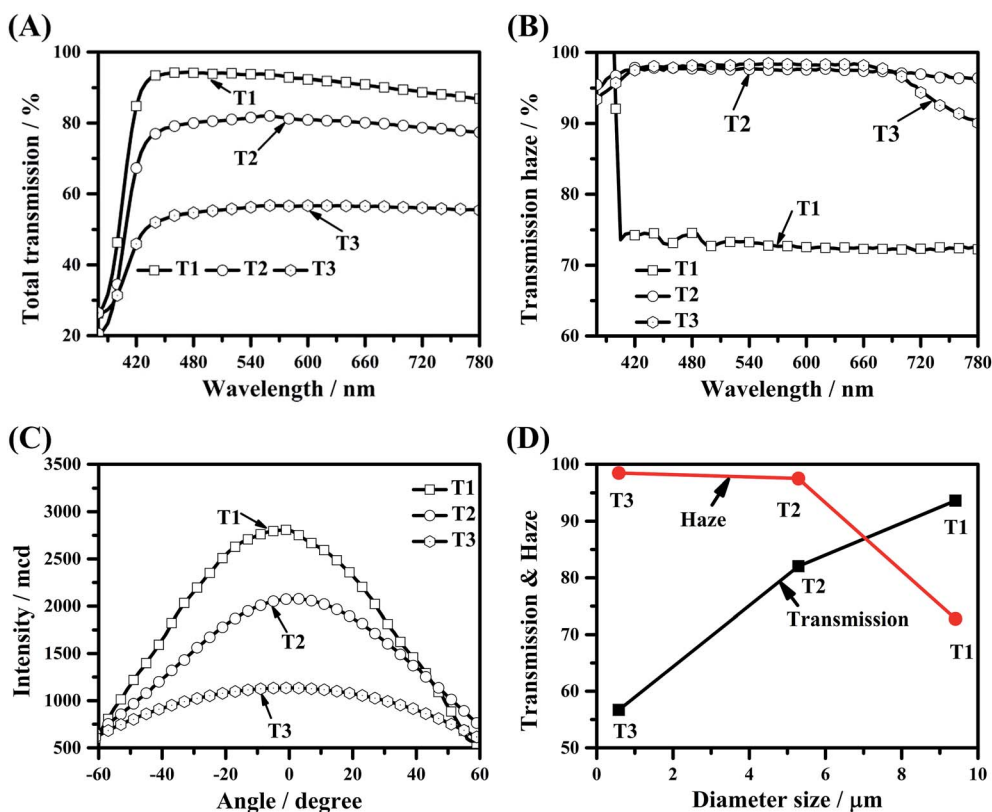 (A)
100
80
60
40
20
Total transmission / %
T1
T2
T3
T1 T2 T3
420 480 540 600 660 720 780
Wavelength / nm
(B)
100
90
80
70
60
Transmission haze / %
T2
T3
T1
T1
T2
T3
420 480 540 600 660 720 780
Wavelength / nm
(C)
3500
3000
2500
2000
1500
1000
500
Intensity / mcd
T1
T2
T3
T1
T2
T3
-60 -40 -20 0 20 40 60
Angle / degree
(D)
100
90
80
70
60
50
Transmission & Haze
T3
Haze
T2
T1
T2
Transmission
T1
T3
0 2 4 6 8 10
Diameter size / μm